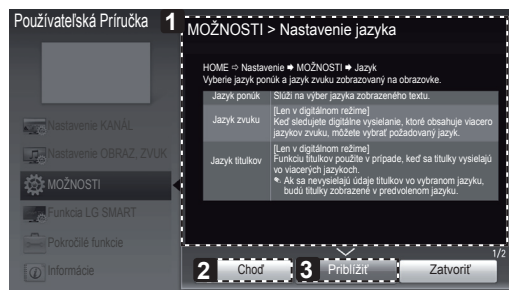 Používateľská Príručka
1
MOŽNOSTI > Nastavenie jazyka
HOME ⇨ Nastavenie ➡ MOŽNOSTI ➡ Jazyk
Vyberie jazyk ponúk a jazyk zvuku zobrazovaný na obrazovke.
Jazyk ponúk
Slúži na výber jazyka zobrazeného textu.
Jazyk zvuku
[Len v digitálnom režime]
Keď sledujete digitálne vysielanie, ktoré obsahuje viacero
jazykov zvuku, môžete vybrať požadovaný jazyk.
Jazyk titulkov
[Len v digitálnom režime]
Funkciu titulkov použite v prípade, keď sa titulky vysielajú
vo viacerých jazykoch.
Ak sa nevysielajú údaje titulkov vo vybranom jazyku,
budú titulky zobrazené v predvolenom jazyku.
Nastavenie KANÁL
Nastavenie OBRAZ, ZVUK
MOŽNOSTI
Funkcia LG SMART
Pokročilé funkcie
Informácie
1/2
2
Choď
3
Priblížiť
Zatvoriť